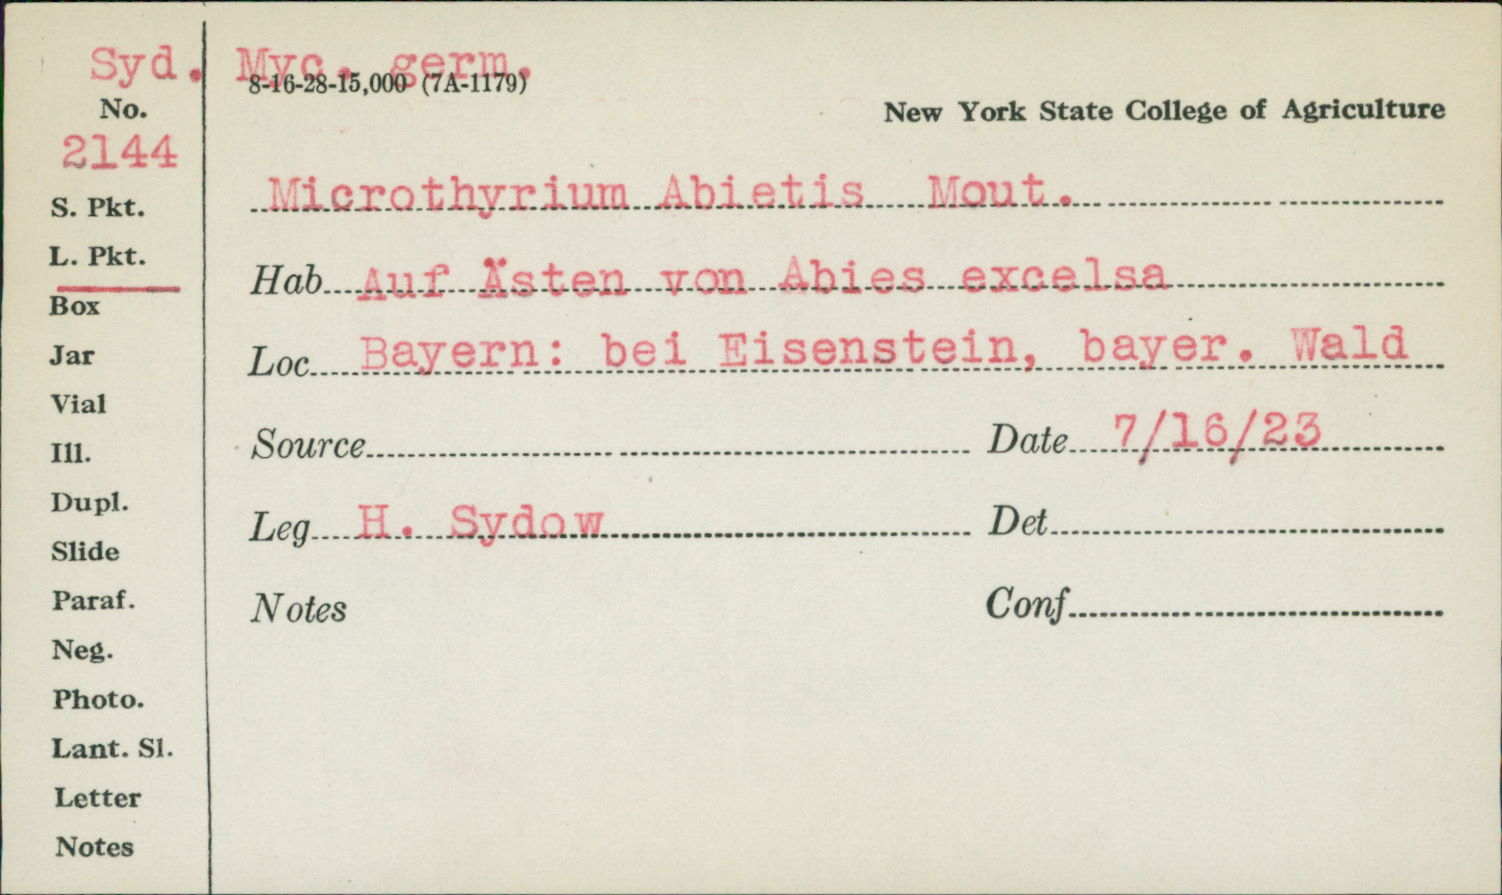 Syd. Myc. germ.
8-16-28-15,000 (7A-1179)
No.
New York State College of Agriculture
2144
Microthyrium Abietis Mout.
S. Pkt.
L. Pkt.
Hab Auf Ästen von Abies excelsa
Box
Loc Bayern: bei Eisenstein, bayer. Wald
Jar
Vial
Source Date 7/16/23
Ill.
Dupl.
Leg H. Sydow Det
Slide
Paraf.
Notes Conf
Neg.
Photo.
Lant. Sl.
Letter
Notes